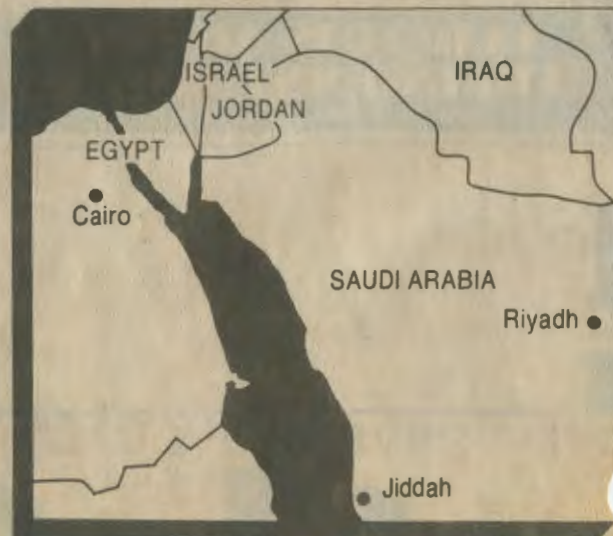 ISRAEL
IRAQ
JORDAN
EGYPT
Cairo
SAUDI ARABIA
Riyadh
Jiddah